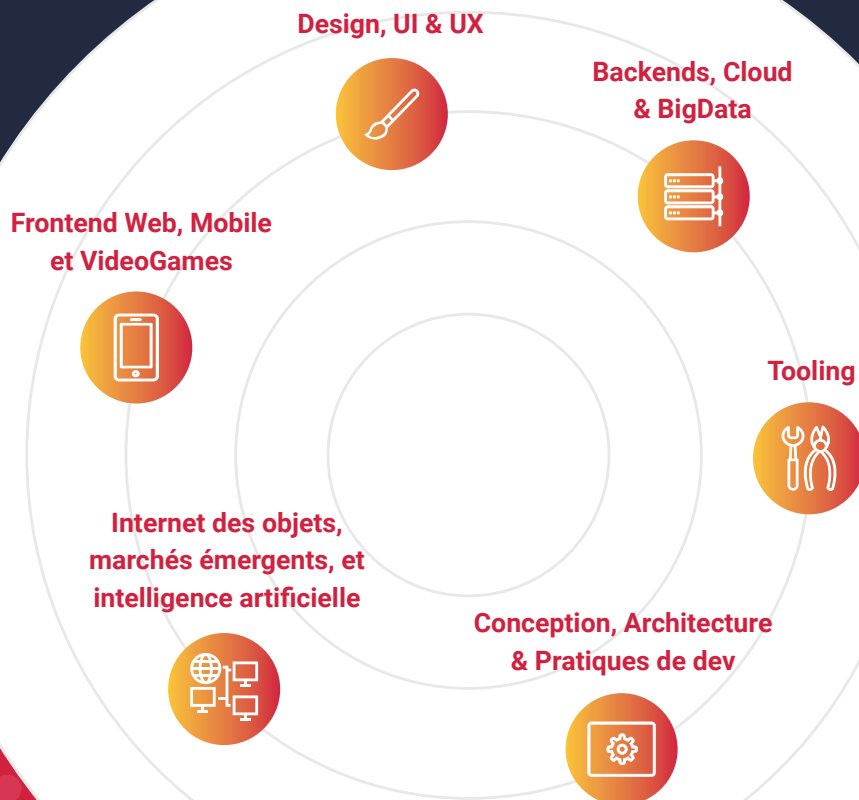 Design, UI & UX
Backends, Cloud
& BigData
Frontend Web, Mobile
et VideoGames
Tooling
Internet des objets,
marchés émergents, et
intelligence artificielle
Conception, Architecture
& Pratiques de dev